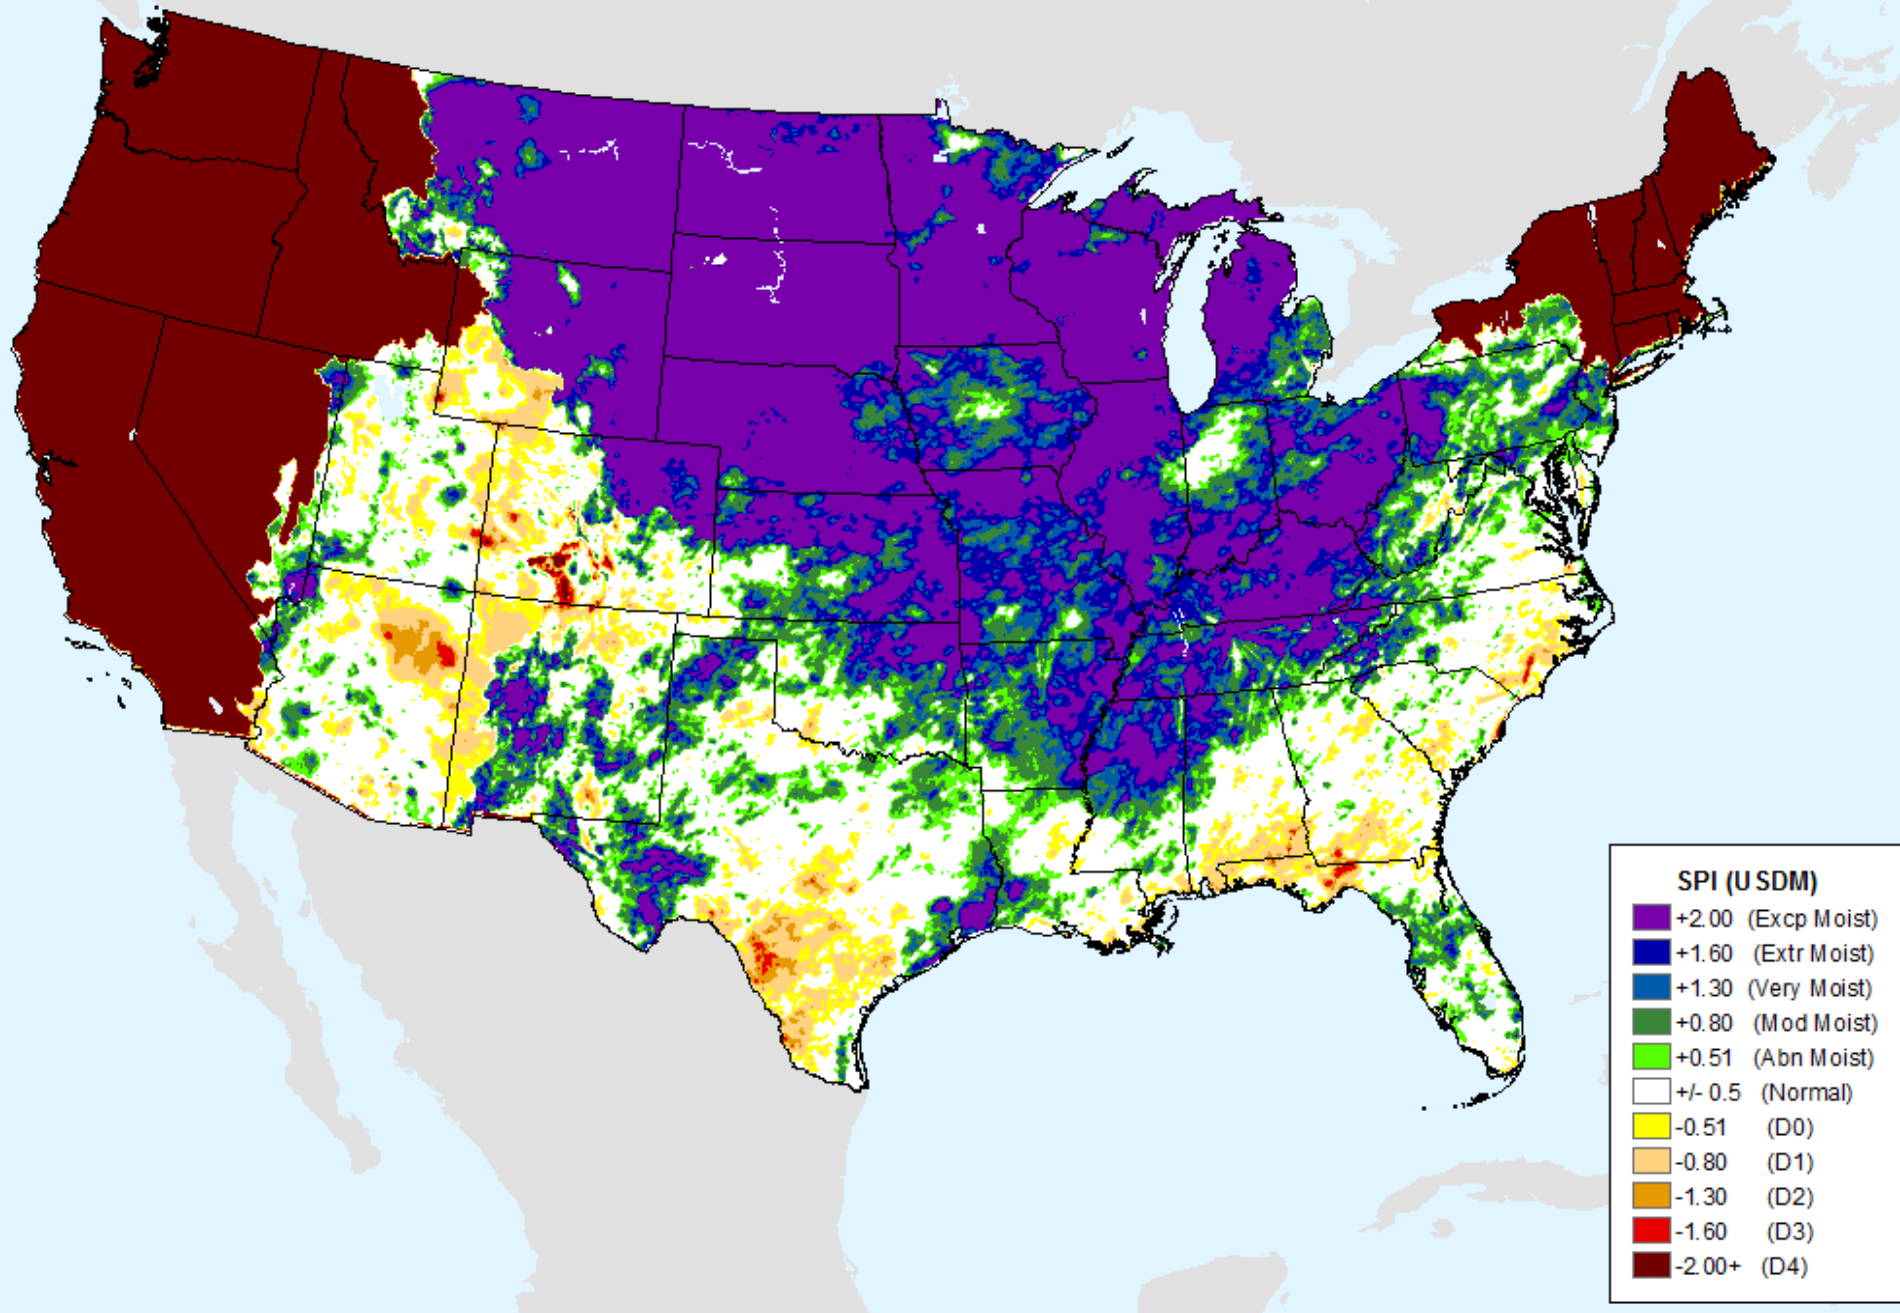 SPI (USDM)
+2.00 (Excp Moist)
+1.60 (Extr Moist)
+1.30 (Very Moist)
+0.80 (Mod Moist)
+0.51 (Abn Moist)
+/- 0.5 (Normal)
-0.51 (D0)
-0.80 (D1)
-1.30 (D2)
-1.60 (D3)
-2.00+ (D4)